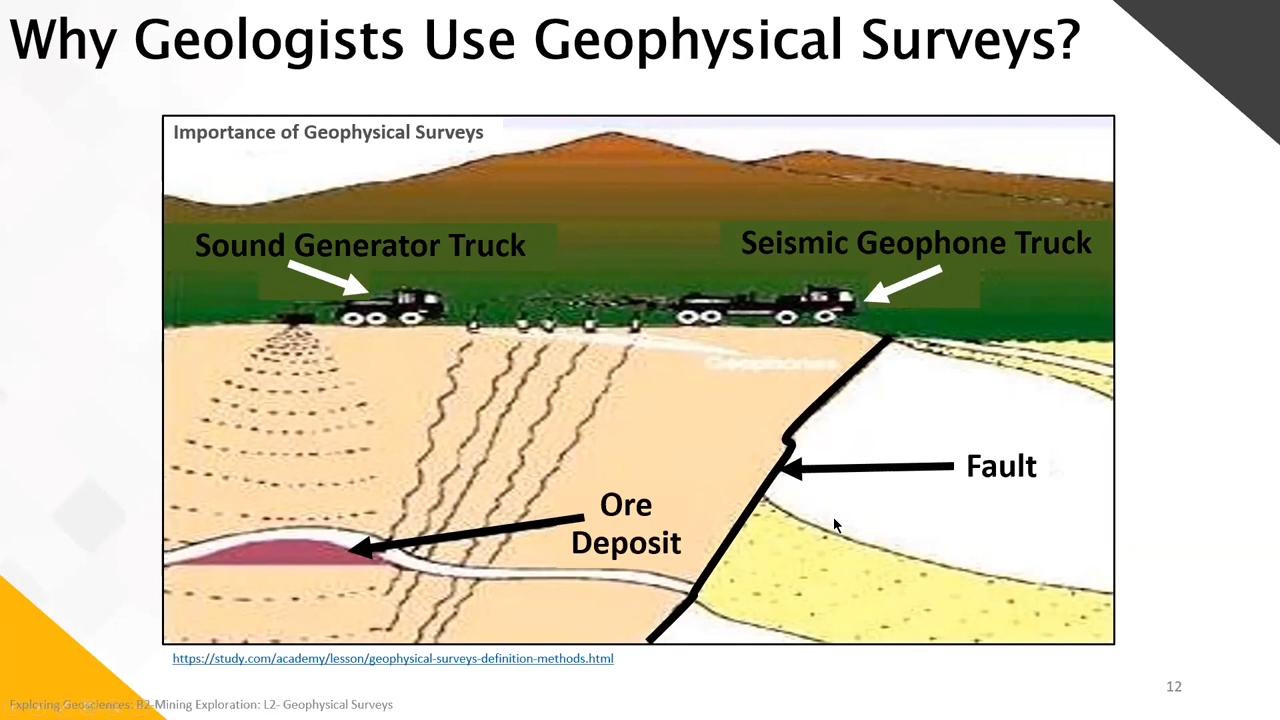 Why Geologists Use Geophysical Surveys?
Importance of Geophysical Surveys
Sound Generator Truck
Seismic Geophone Truck
Geophones
Fault
Ore
Deposit
https://study.com/academy/lesson/geophysical-surveys-definition-methods.html
12
Exploring Geosciences: B2-Mining Exploration: L2- Geophysical Surveys